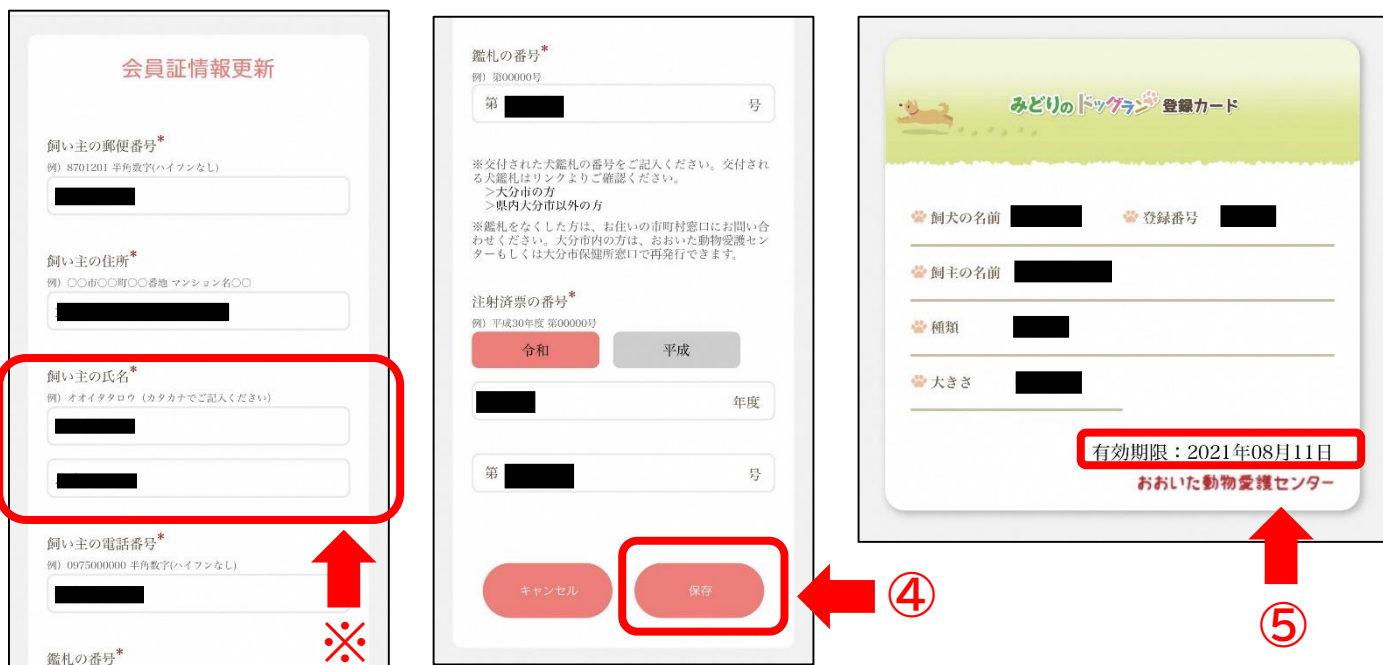 会員証情報更新
飼い主の郵便番号*
例）8701201 半角数字(ハイフンなし)
飼い主の住所*
例）〇〇市〇〇町〇〇番地 マンション名〇〇
飼い主の氏名*
例）オオイタタロウ（カタカナでご記入ください）
飼い主の電話番号*
例）0975000000 半角数字(ハイフンなし)
※
鑑札の番号*
鑑札の番号*
例）第00000号
第 号
※交付された犬鑑札の番号をご記入ください。交付され
る犬鑑札はリンクよりご確認ください。
＞大分市の方
＞県内大分市以外の方
※鑑札をなくした方は、お住いの市町村窓口にお問い合
わせください。大分市内の方は、おおいた動物愛護セン
ターもしくは大分市保健所窓口で再発行できます。
注射済票の番号*
例）平成30年度 第00000号
令和 平成
年度
第 号
キャンセル 保存
④
みどりのドッグラン 登録カード
飼犬の名前 登録番号
飼主の名前
種類
大きさ
有効期限：2021年08月11日
おおいた動物愛護センター
⑤